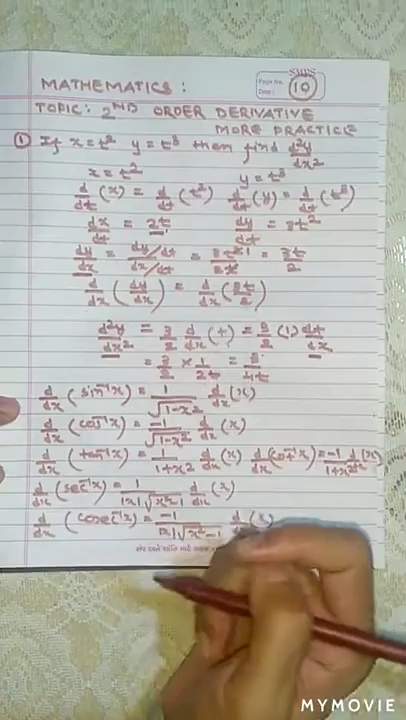 SMPS
Page No. 10
Date:
MATHEMATICS:
TOPIC: 2ND ORDER DERIVATIVE
MORE PRACTICE
① If x=t² y=t³ then find d²y/dx²
x=t² y=t³
d/dt (x) = d/dt (t²) d/dt (y) = d/dt (t³)
dx/dt = 2t dy/dt = 3t²
dy/dx = dy/dt / dx/dt = 3t²/2t = 3t/2
d/dx (dy/dx) = d/dx (3t/2)
d²y/dx² = 3/2 d/dx (t) = 3/2 (1) dt/dx
= 3/2 × 1/2t = 3/4t
d/dx (sin⁻¹x) = 1/√1-x² d/dx (x)
d/dx (cos⁻¹x) = -1/√1-x² d/dx (x)
d/dx (tan⁻¹x) = 1/1+x² d/dx (x) d/dx (cot⁻¹x) = -1/1+x² d/dx (x)
d/dx (sec⁻¹x) = 1/|x|√x²-1 d/dx (x)
d/dx (cosec⁻¹x) = -1/|x|√x²-1 d/dx (x)
MYMOVIE